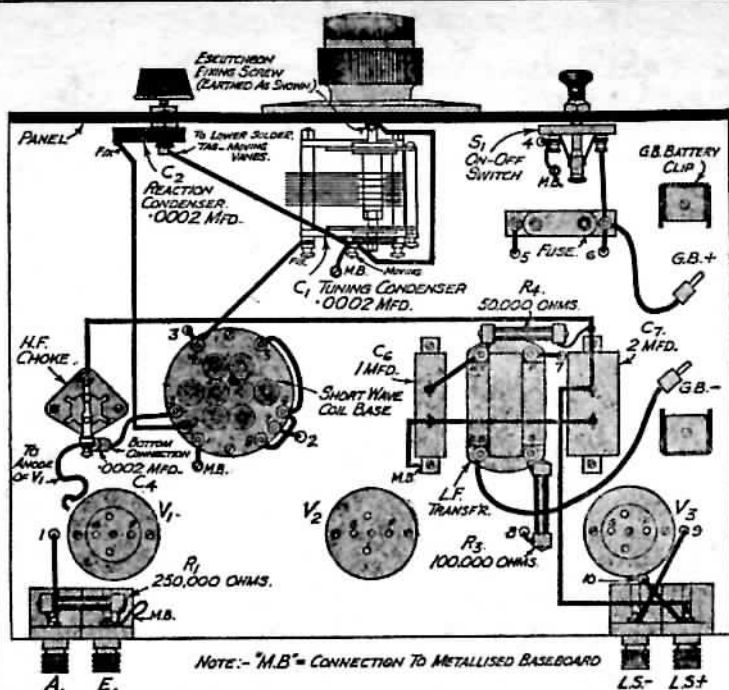 ESCUTCHEON
FIXING SCREW
(EARTHED AS SHOWN)
PANEL
FIX.
TO LOWER SOLDER.
TAG-MOVING
VANES.
C2
REACTION
CONDENSER.
.0002 MFD.
S1
ON-OFF
SWITCH
4
M.B.
G.B. BATTERY
CLIP
FUSE
5
6
G.B.+
FIX.
M.B.
MOVING
C1 TUNING CONDENSER
.0002 MFD.
R4.
50,000 OHMS.
3
H.F.
CHOKE.
C6
1 MFD.
7
C7.
2 MFD.
SHORT WAVE
COIL BASE
G.B.-
2
BOTTOM
CONNECTION
M.B.
M.B.
TO
ANODE
OF V1
.0002 MFD.
C4
L.F.
TRANSF'R.
1
V1
V2
8
R3.
100,000 OHMS.
V3
9
10
R1
250,000 OHMS.
M.B.
NOTE:- "M.B" = CONNECTION TO METALLISED BASEBOARD
A.
E.
L.S.-
L.S.+